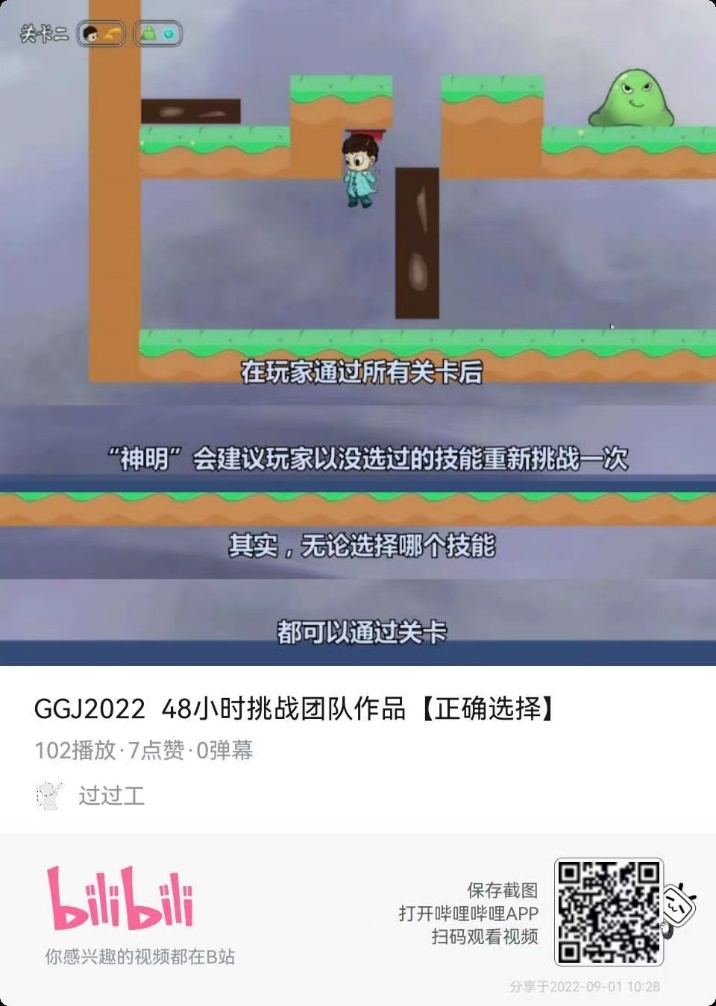 关卡二
在玩家通过所有关卡后
“神明”会建议玩家以没选过的技能重新挑战一次
其实，无论选择哪个技能
都可以通过关卡
GGJ2022 48小时挑战团队作品【正确选择】
102播放·7点赞·0弹幕
过过工
bilibili
你感兴趣的视频都在B站
保存截图
打开哔哩哔哩APP
扫码观看视频
分享于2022-09-01 10:28